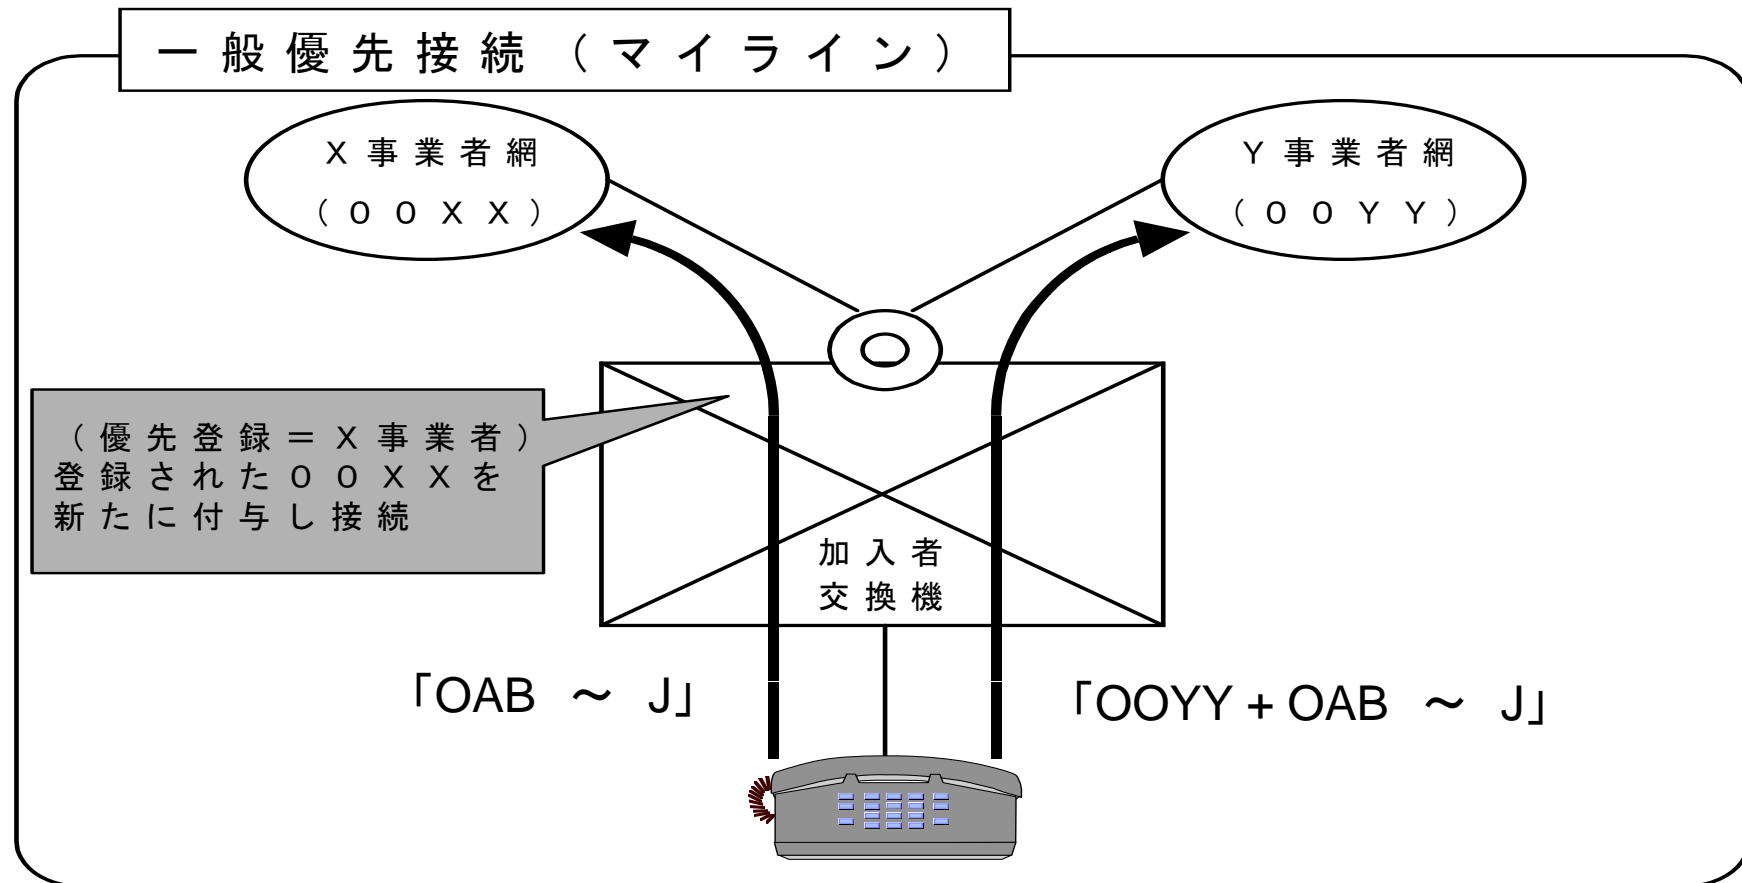 一般優先接続（マイライン）
X事業者網
（００XX）
Y事業者網
（００YY）
（優先登録＝X事業者）
登録された００XXを
新たに付与し接続
加入者
交換機
「OAB ～ J」
「OOYY + OAB ～ J」